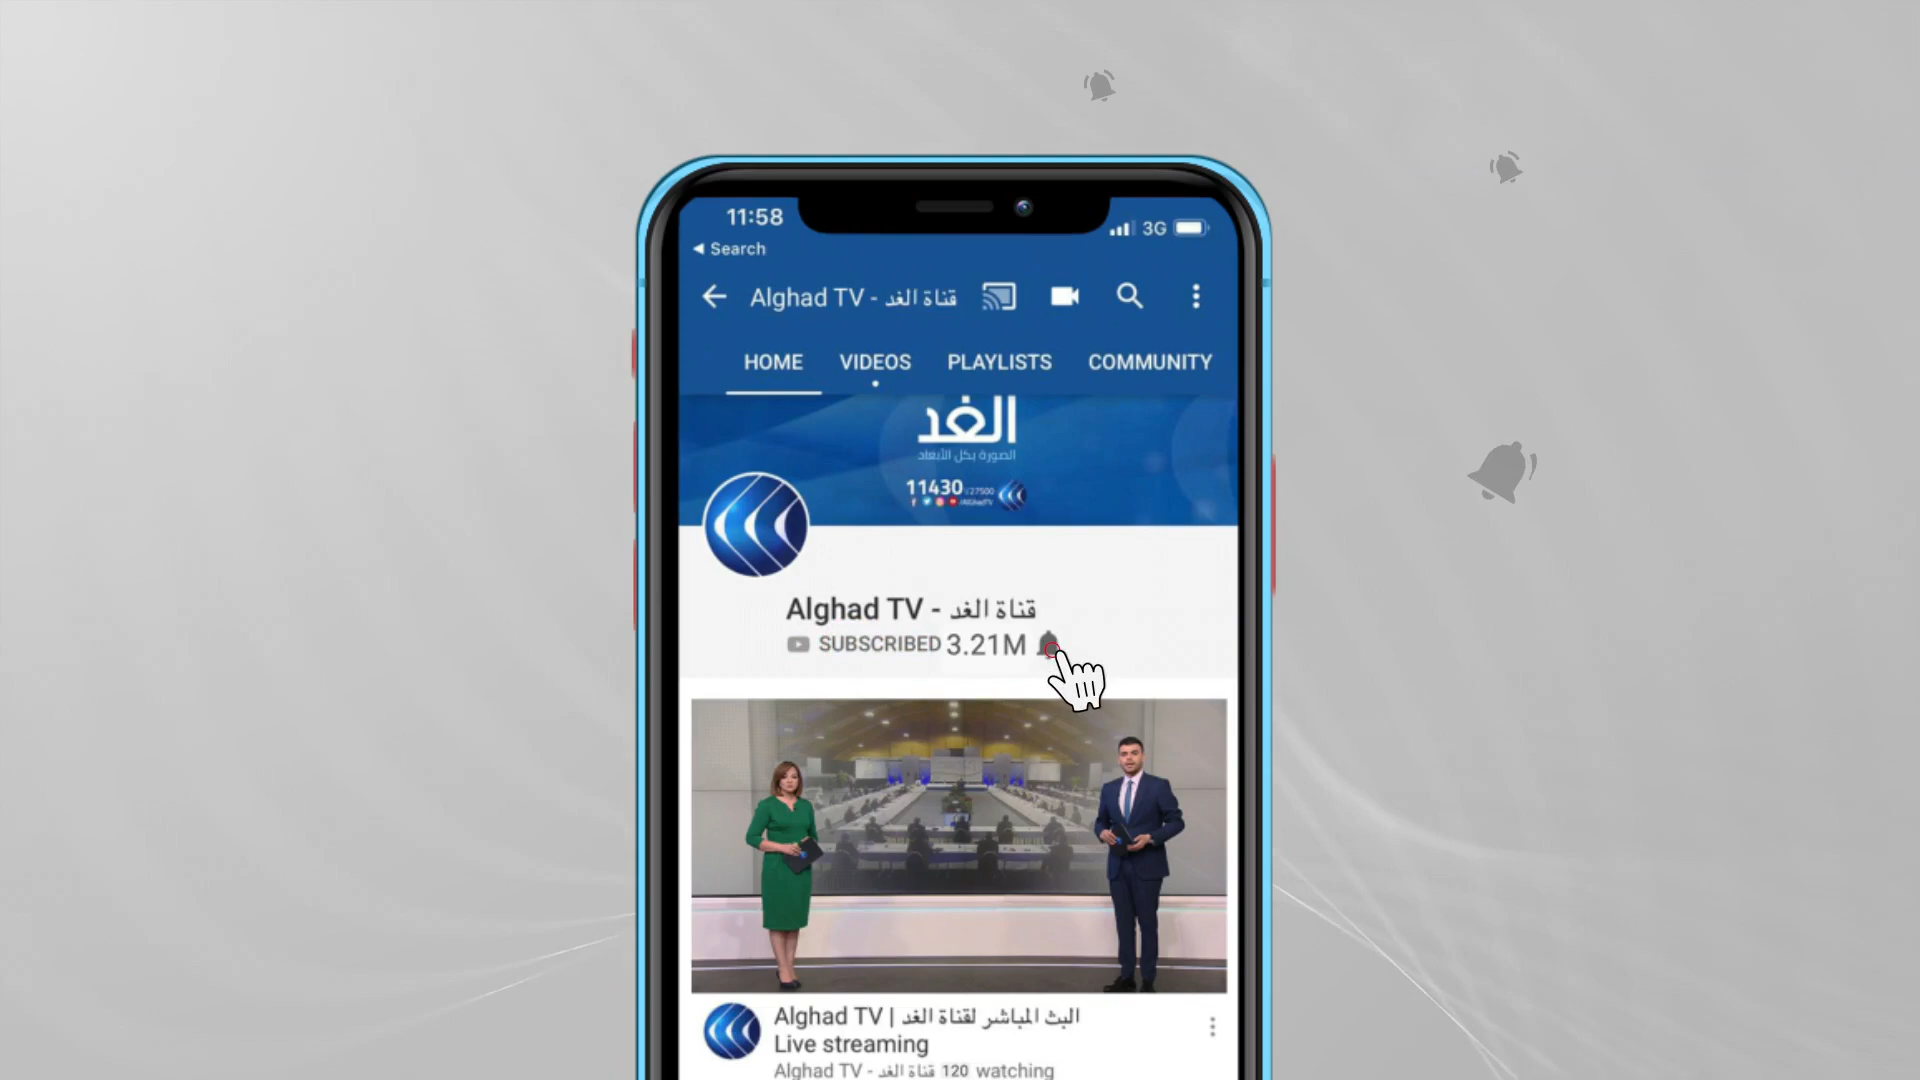 11:58
3G
Search
Alghad TV - قناة الغد
HOME VIDEOS PLAYLISTS COMMUNITY
الغد
الصورة بكل الأبعاد
11430 27500
Alghad TV - قناة الغد
SUBSCRIBED 3.21M
Alghad TV | البث المباشر لقناة الغد
Live streaming
Alghad TV - قناة الغد 120 watching